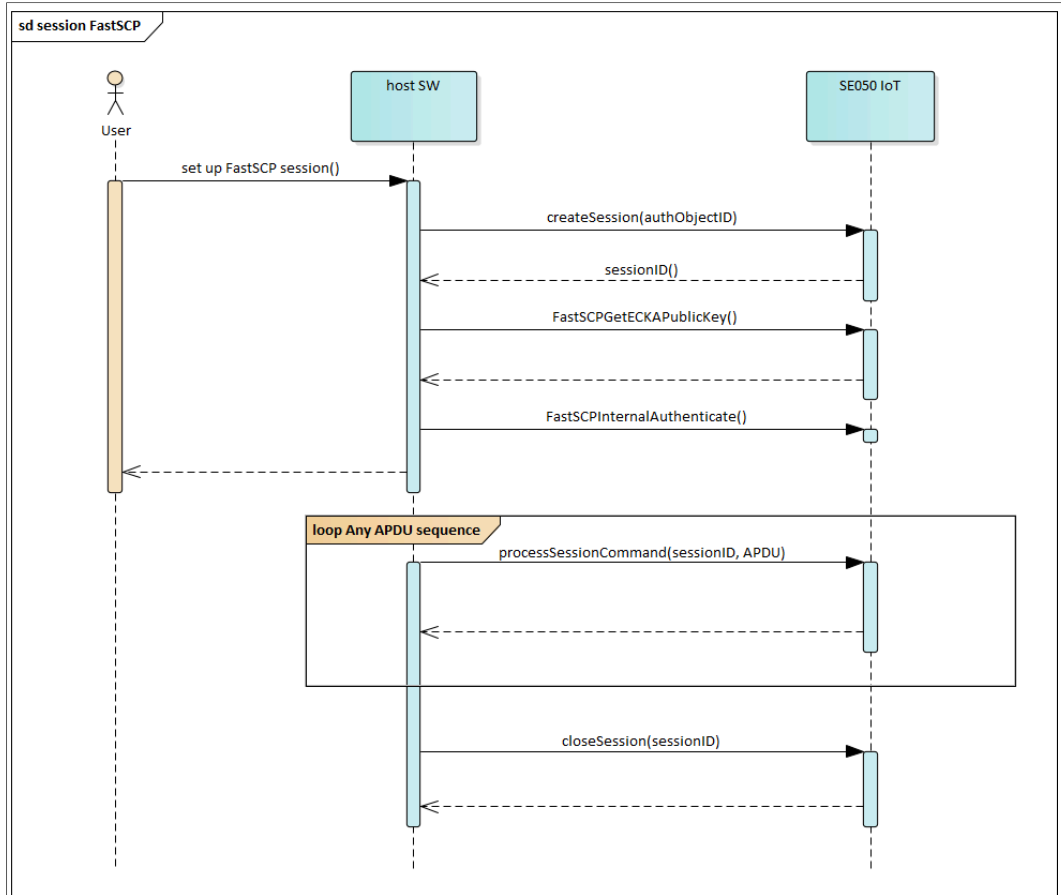 sd session FastSCP
host SW
SE050 IoT
User
set up FastSCP session()
createSession(authObjectID)
sessionID()
FastSCPGetECKAPublicKey()
FastSCPInternalAuthenticate()
loop Any APDU sequence
processSessionCommand(sessionID, APDU)
closeSession(sessionID)